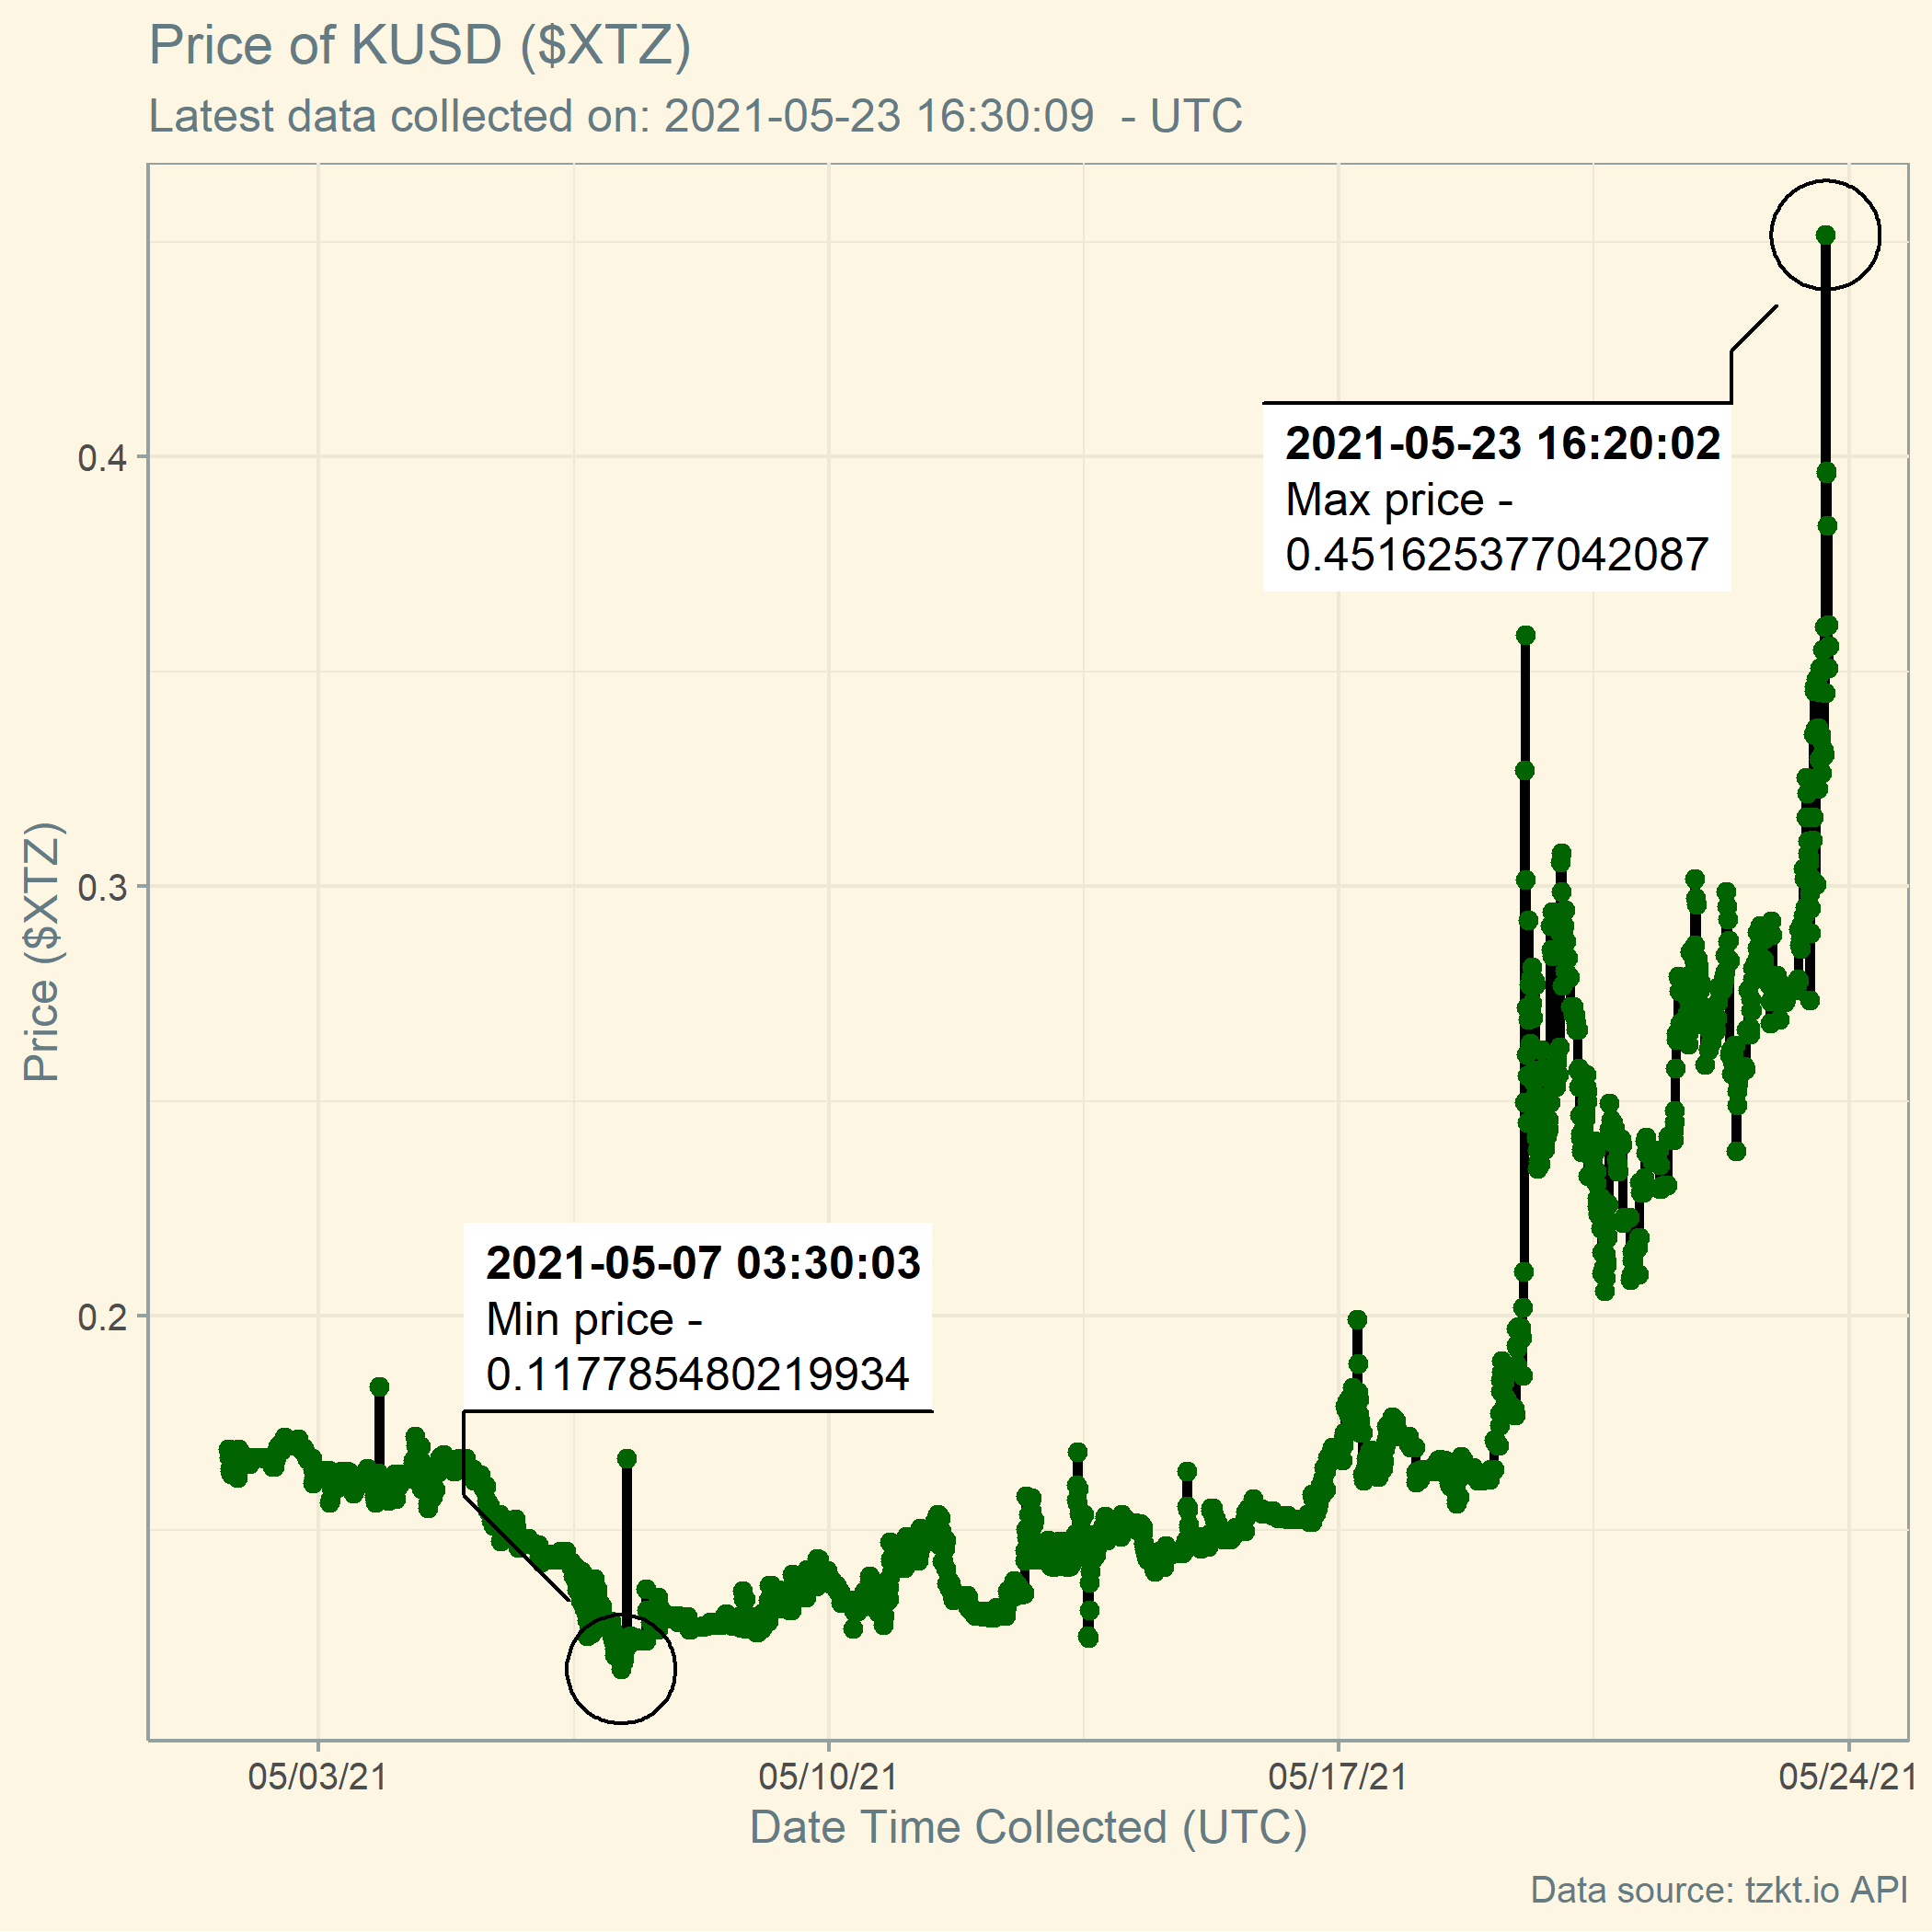 Price of KUSD ($XTZ)
Latest data collected on: 2021-05-23 16:30:09  - UTC
2021-05-23 16:20:02
Max price -
0.451625377042087
2021-05-07 03:30:03
Min price -
0.117785480219934
Price ($XTZ)
0.4
0.3
0.2
05/03/21
05/10/21
05/17/21
05/24/21
Date Time Collected (UTC)
Data source: tzkt.io API